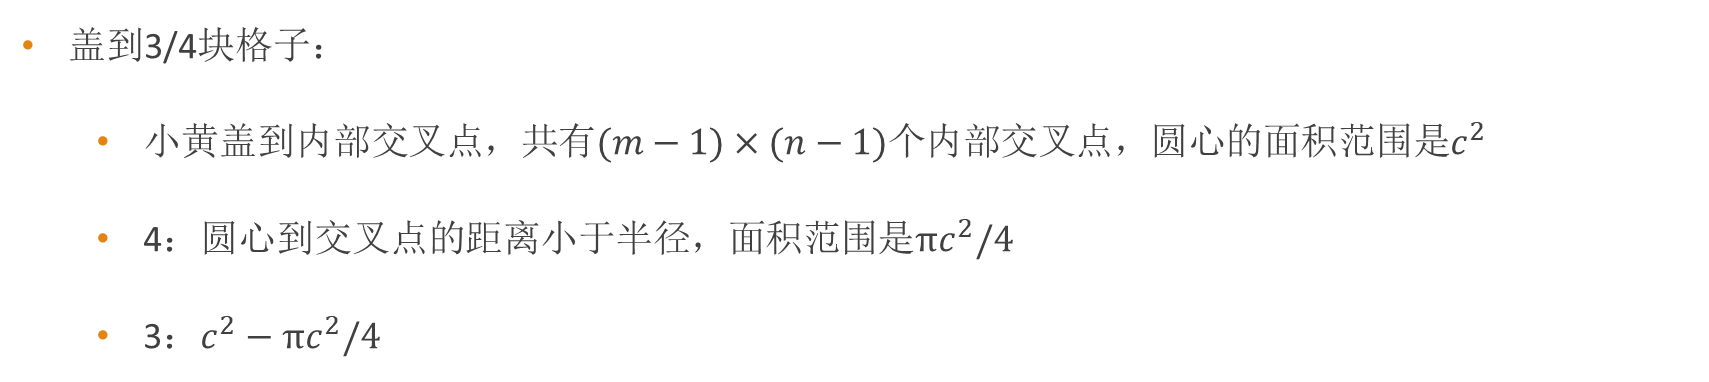 • 盖到3/4块格子：
• 小黄盖到内部交叉点，共有(m − 1) × (n − 1)个内部交叉点，圆心的面积范围是c²
• 4：圆心到交叉点的距离小于半径，面积范围是πc²/4
• 3：c² − πc²/4